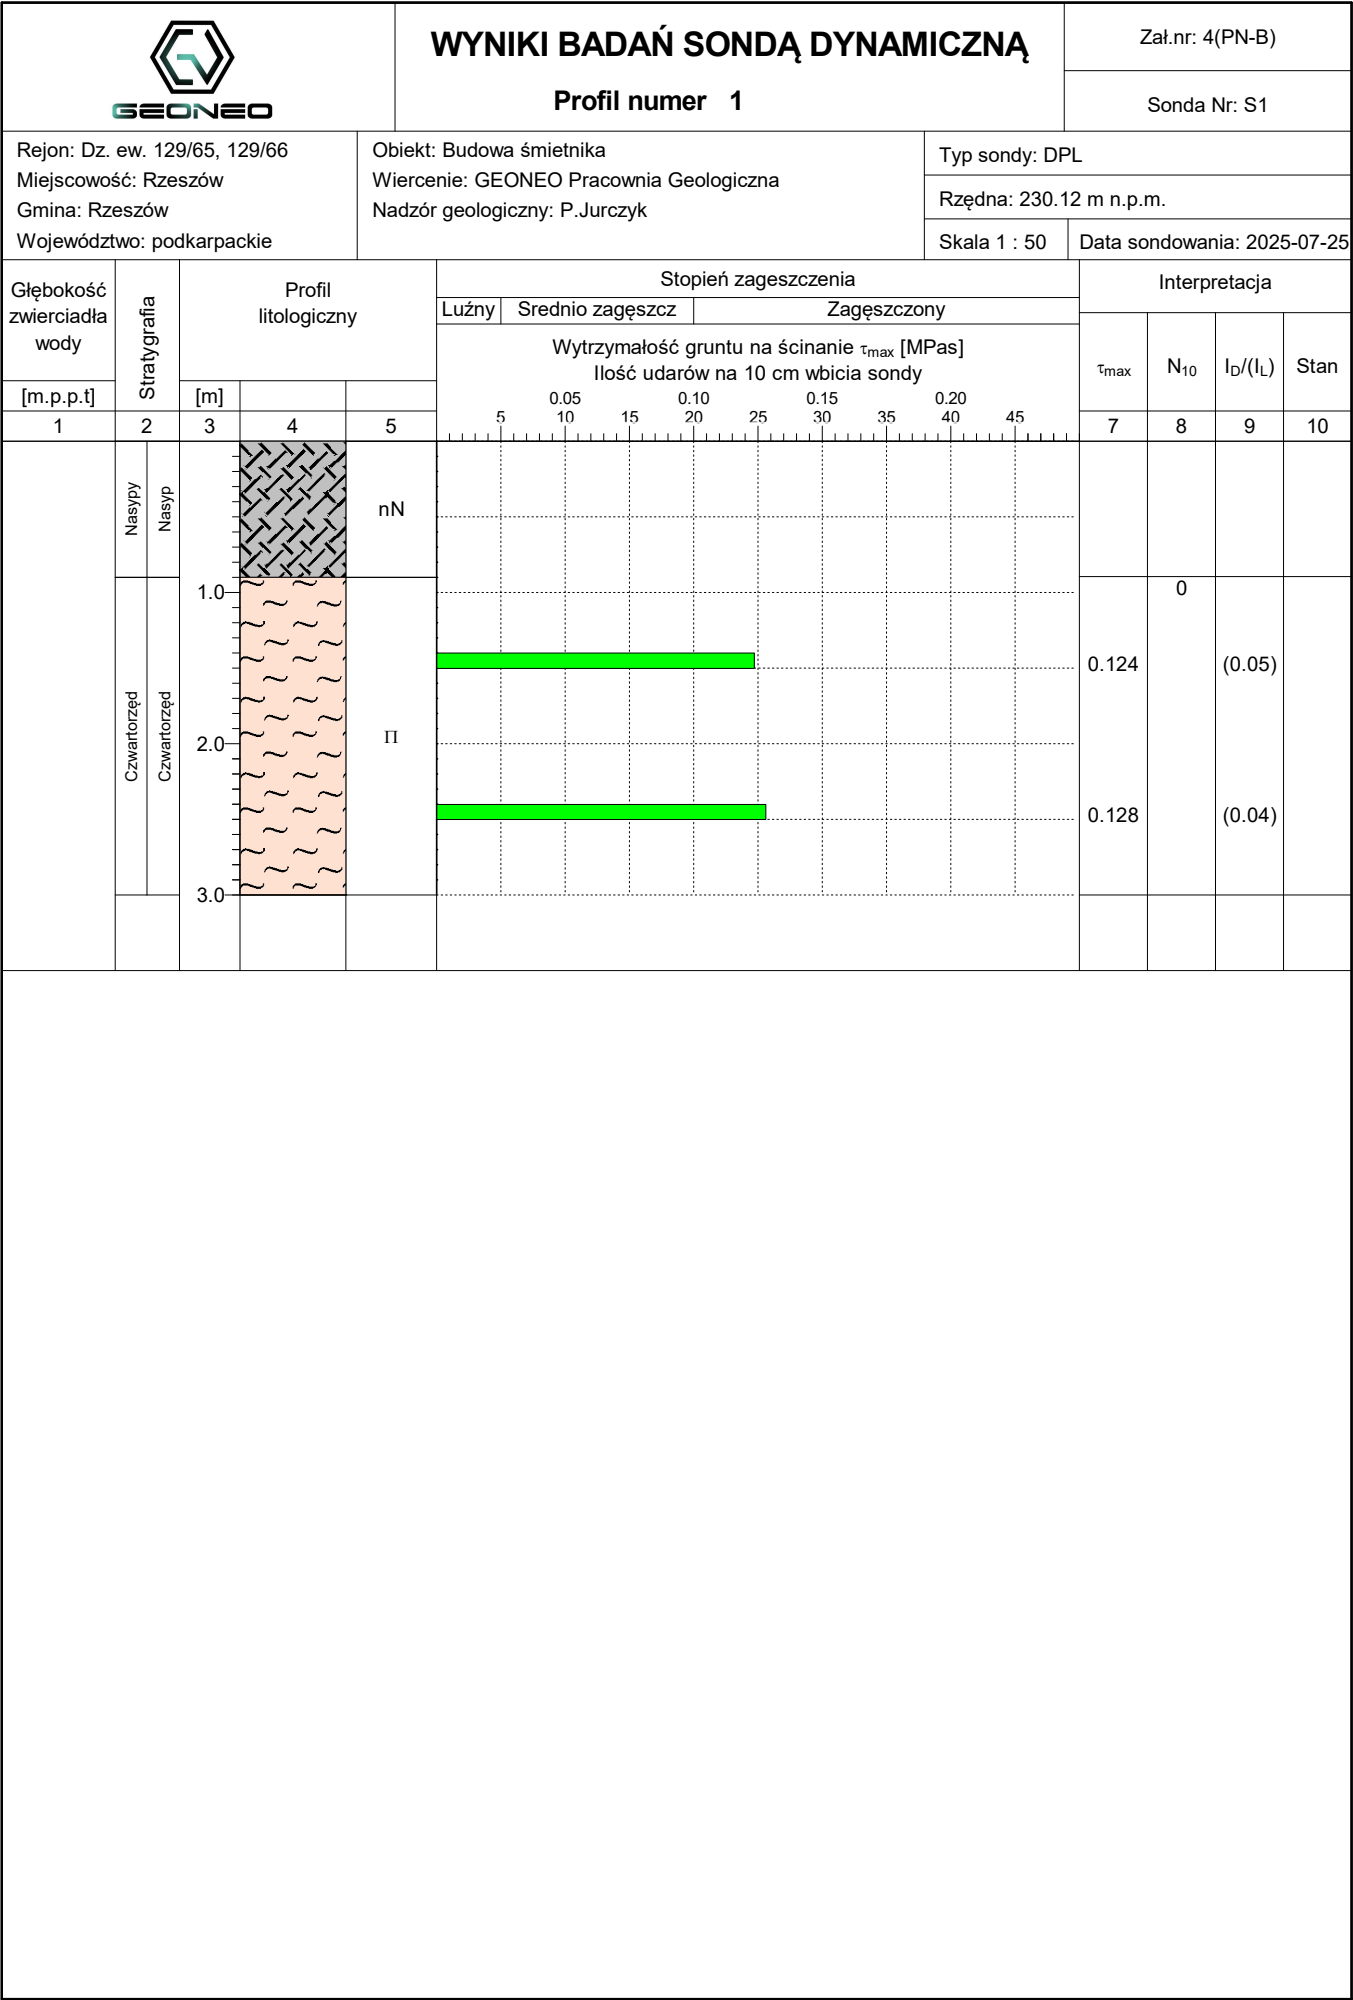 GEONEO
WYNIKI BADAŃ SONDĄ DYNAMICZNĄ
Profil numer 1
Zał.nr: 4(PN-B)
Sonda Nr: S1
Rejon: Dz. ew. 129/65, 129/66
Miejscowość: Rzeszów
Gmina: Rzeszów
Województwo: podkarpackie
Obiekt: Budowa śmietnika
Wiercenie: GEONEO Pracownia Geologiczna
Nadzór geologiczny: P.Jurczyk
Typ sondy: DPL
Rzędna: 230.12 m n.p.m.
Skala 1 : 50
Data sondowania: 2025-07-25
Głębokość
zwierciadła
wody
[m.p.p.t]
Stratygrafia
Profil
litologiczny
[m]
Stopień zageszczenia
Luźny
Srednio zagęszcz
Zagęszczony
Wytrzymałość gruntu na ścinanie τmax [MPas]
Ilość udarów na 10 cm wbicia sondy
0.05 0.10 0.15 0.20
5 10 15 20 25 30 35 40 45
Interpretacja
τmax
N10
ID/(IL)
Stan
1 2 3 4 5 7 8 9 10
Nasypy
Nasyp
nN
1.0
0
0.124 (0.05)
Czwartorzęd
Czwartorzęd
2.0
Π
0.128 (0.04)
3.0